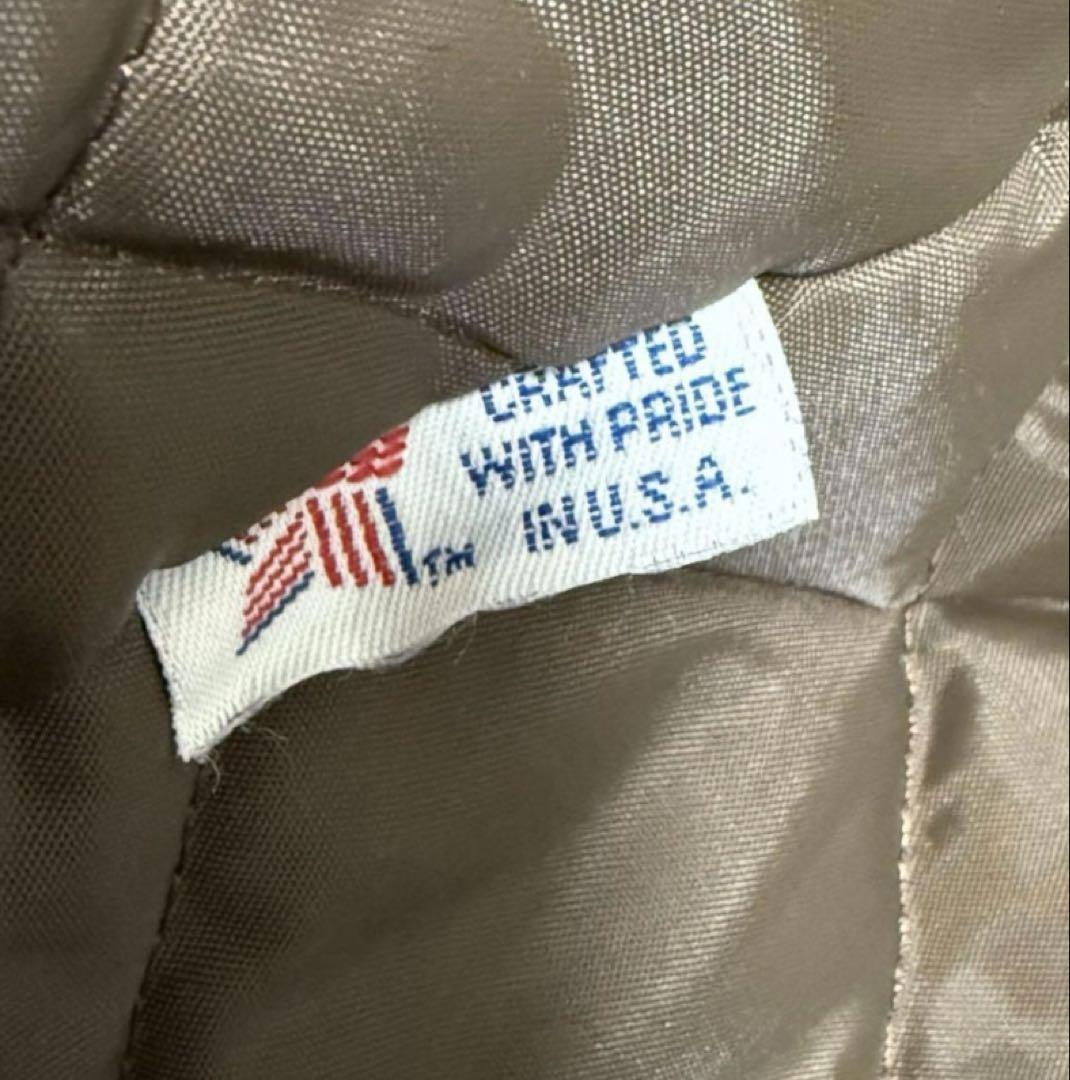 CRAFTED
WITH PRIDE
IN U.S.A.
TM